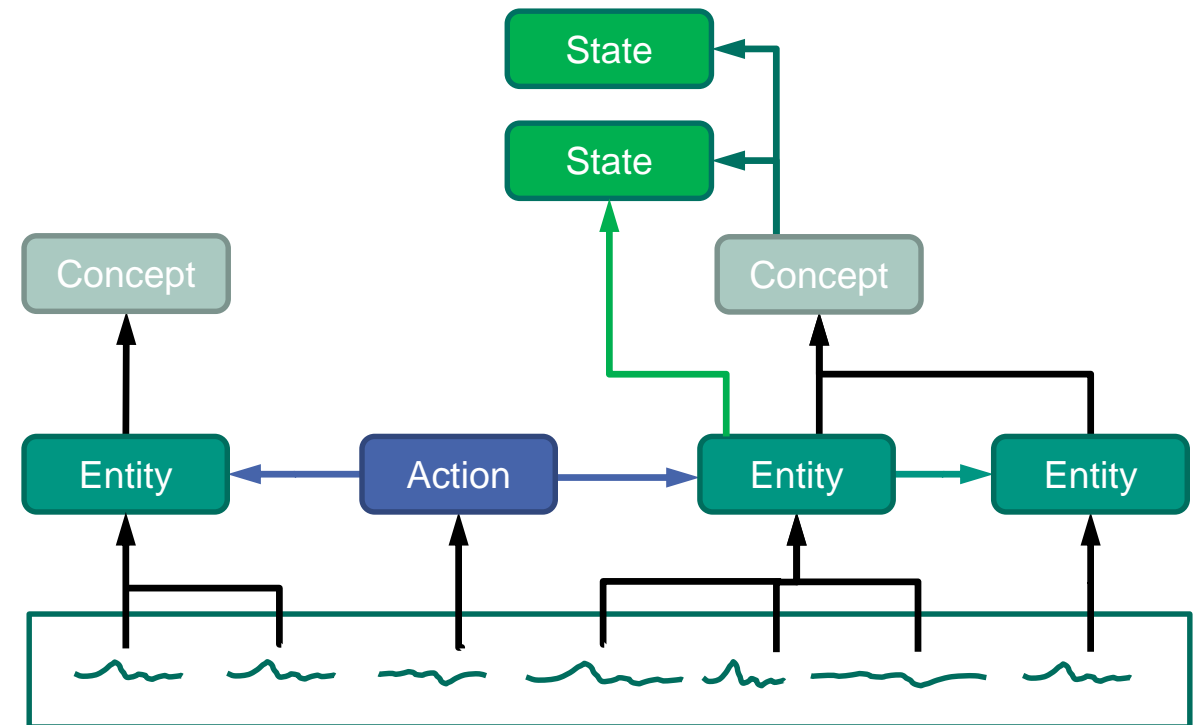 State
State
Concept
Concept
Entity
Action
Entity
Entity